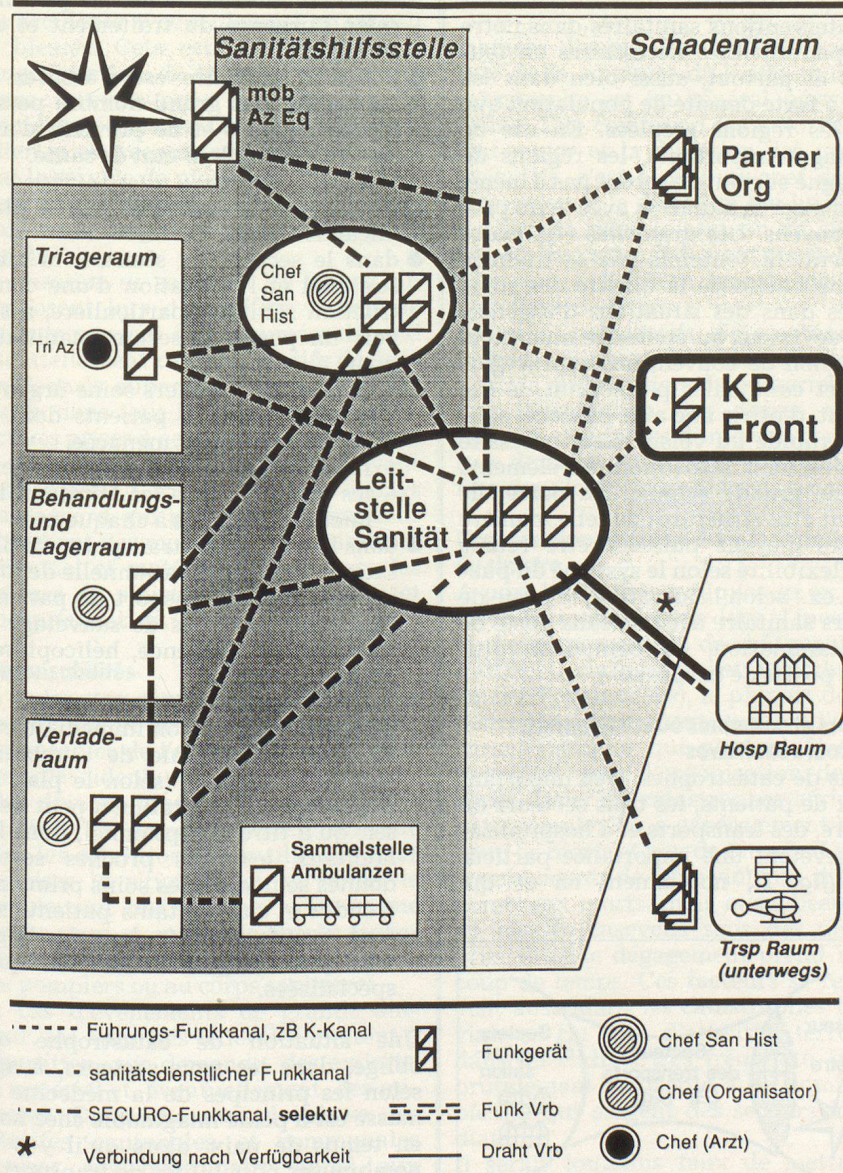 Sanitätshilfsstelle
Schadenraum
mob
Az Eq
Partner
Org
Triageraum
Chef
San
Hist
Tri Az
KP
Front
Leit-
stelle
Sanität
Behandlungs-
und
Lagerraum
*
Hosp Raum
Verlade-
raum
Sammelstelle
Ambulanzen
Trsp Raum
(unterwegs)
Führungs-Funkkanal, zB K-Kanal
sanitätsdienstlicher Funkkanal
SECURO-Funkkanal, selektiv
* Verbindung nach Verfügbarkeit
Funkgerät
Funk Vrb
Draht Vrb
Chef San Hist
Chef (Organisator)
Chef (Arzt)